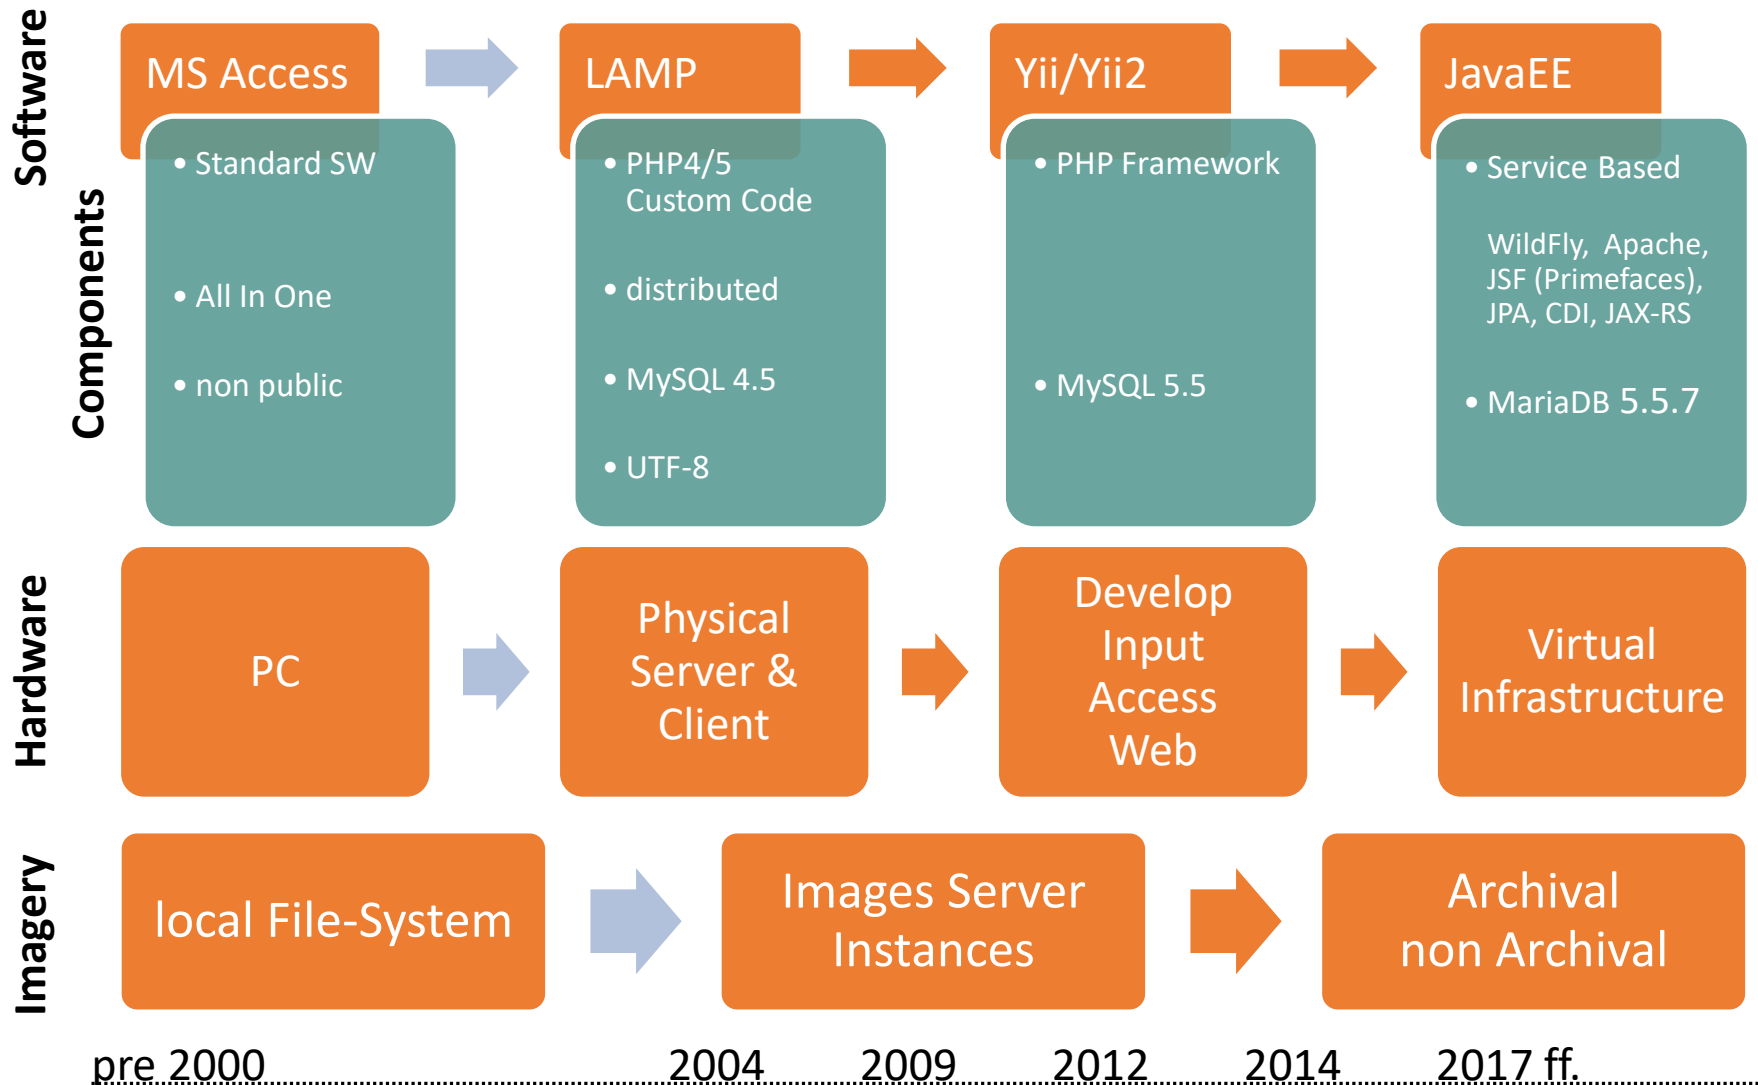 Software
MS Access
LAMP
Yii/Yii2
JavaEE
Components
• Standard SW
• All In One
• non public
• PHP4/5
Custom Code
• distributed
• MySQL 4.5
• UTF-8
• PHP Framework
• MySQL 5.5
• Service Based
WildFly, Apache,
JSF (Primefaces),
JPA, CDI, JAX-RS
• MariaDB 5.5.7
Hardware
PC
Physical
Server &
Client
Develop
Input
Access
Web
Virtual
Infrastructure
Imagery
local File-System
Images Server
Instances
Archival
non Archival
pre 2000 2004 2009 2012 2014 2017 ff.